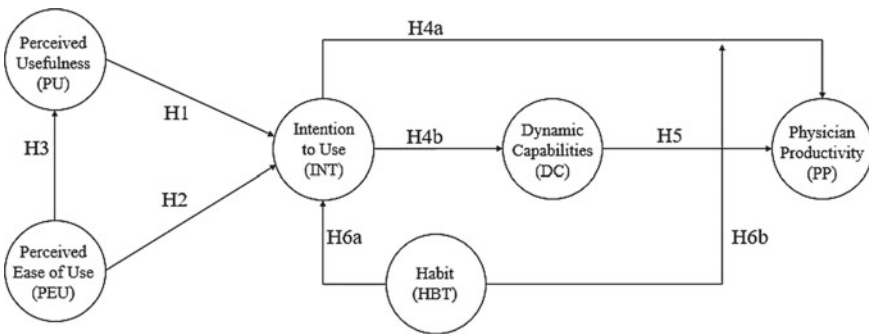 Perceived
Usefulness
(PU)
H1
H3
H2
Perceived
Ease of Use
(PEU)
H4a
Intention
to Use
(INT)
H4b
Dynamic
Capabilities
(DC)
H5
Physician
Productivity
(PP)
H6a
Habit
(HBT)
H6b